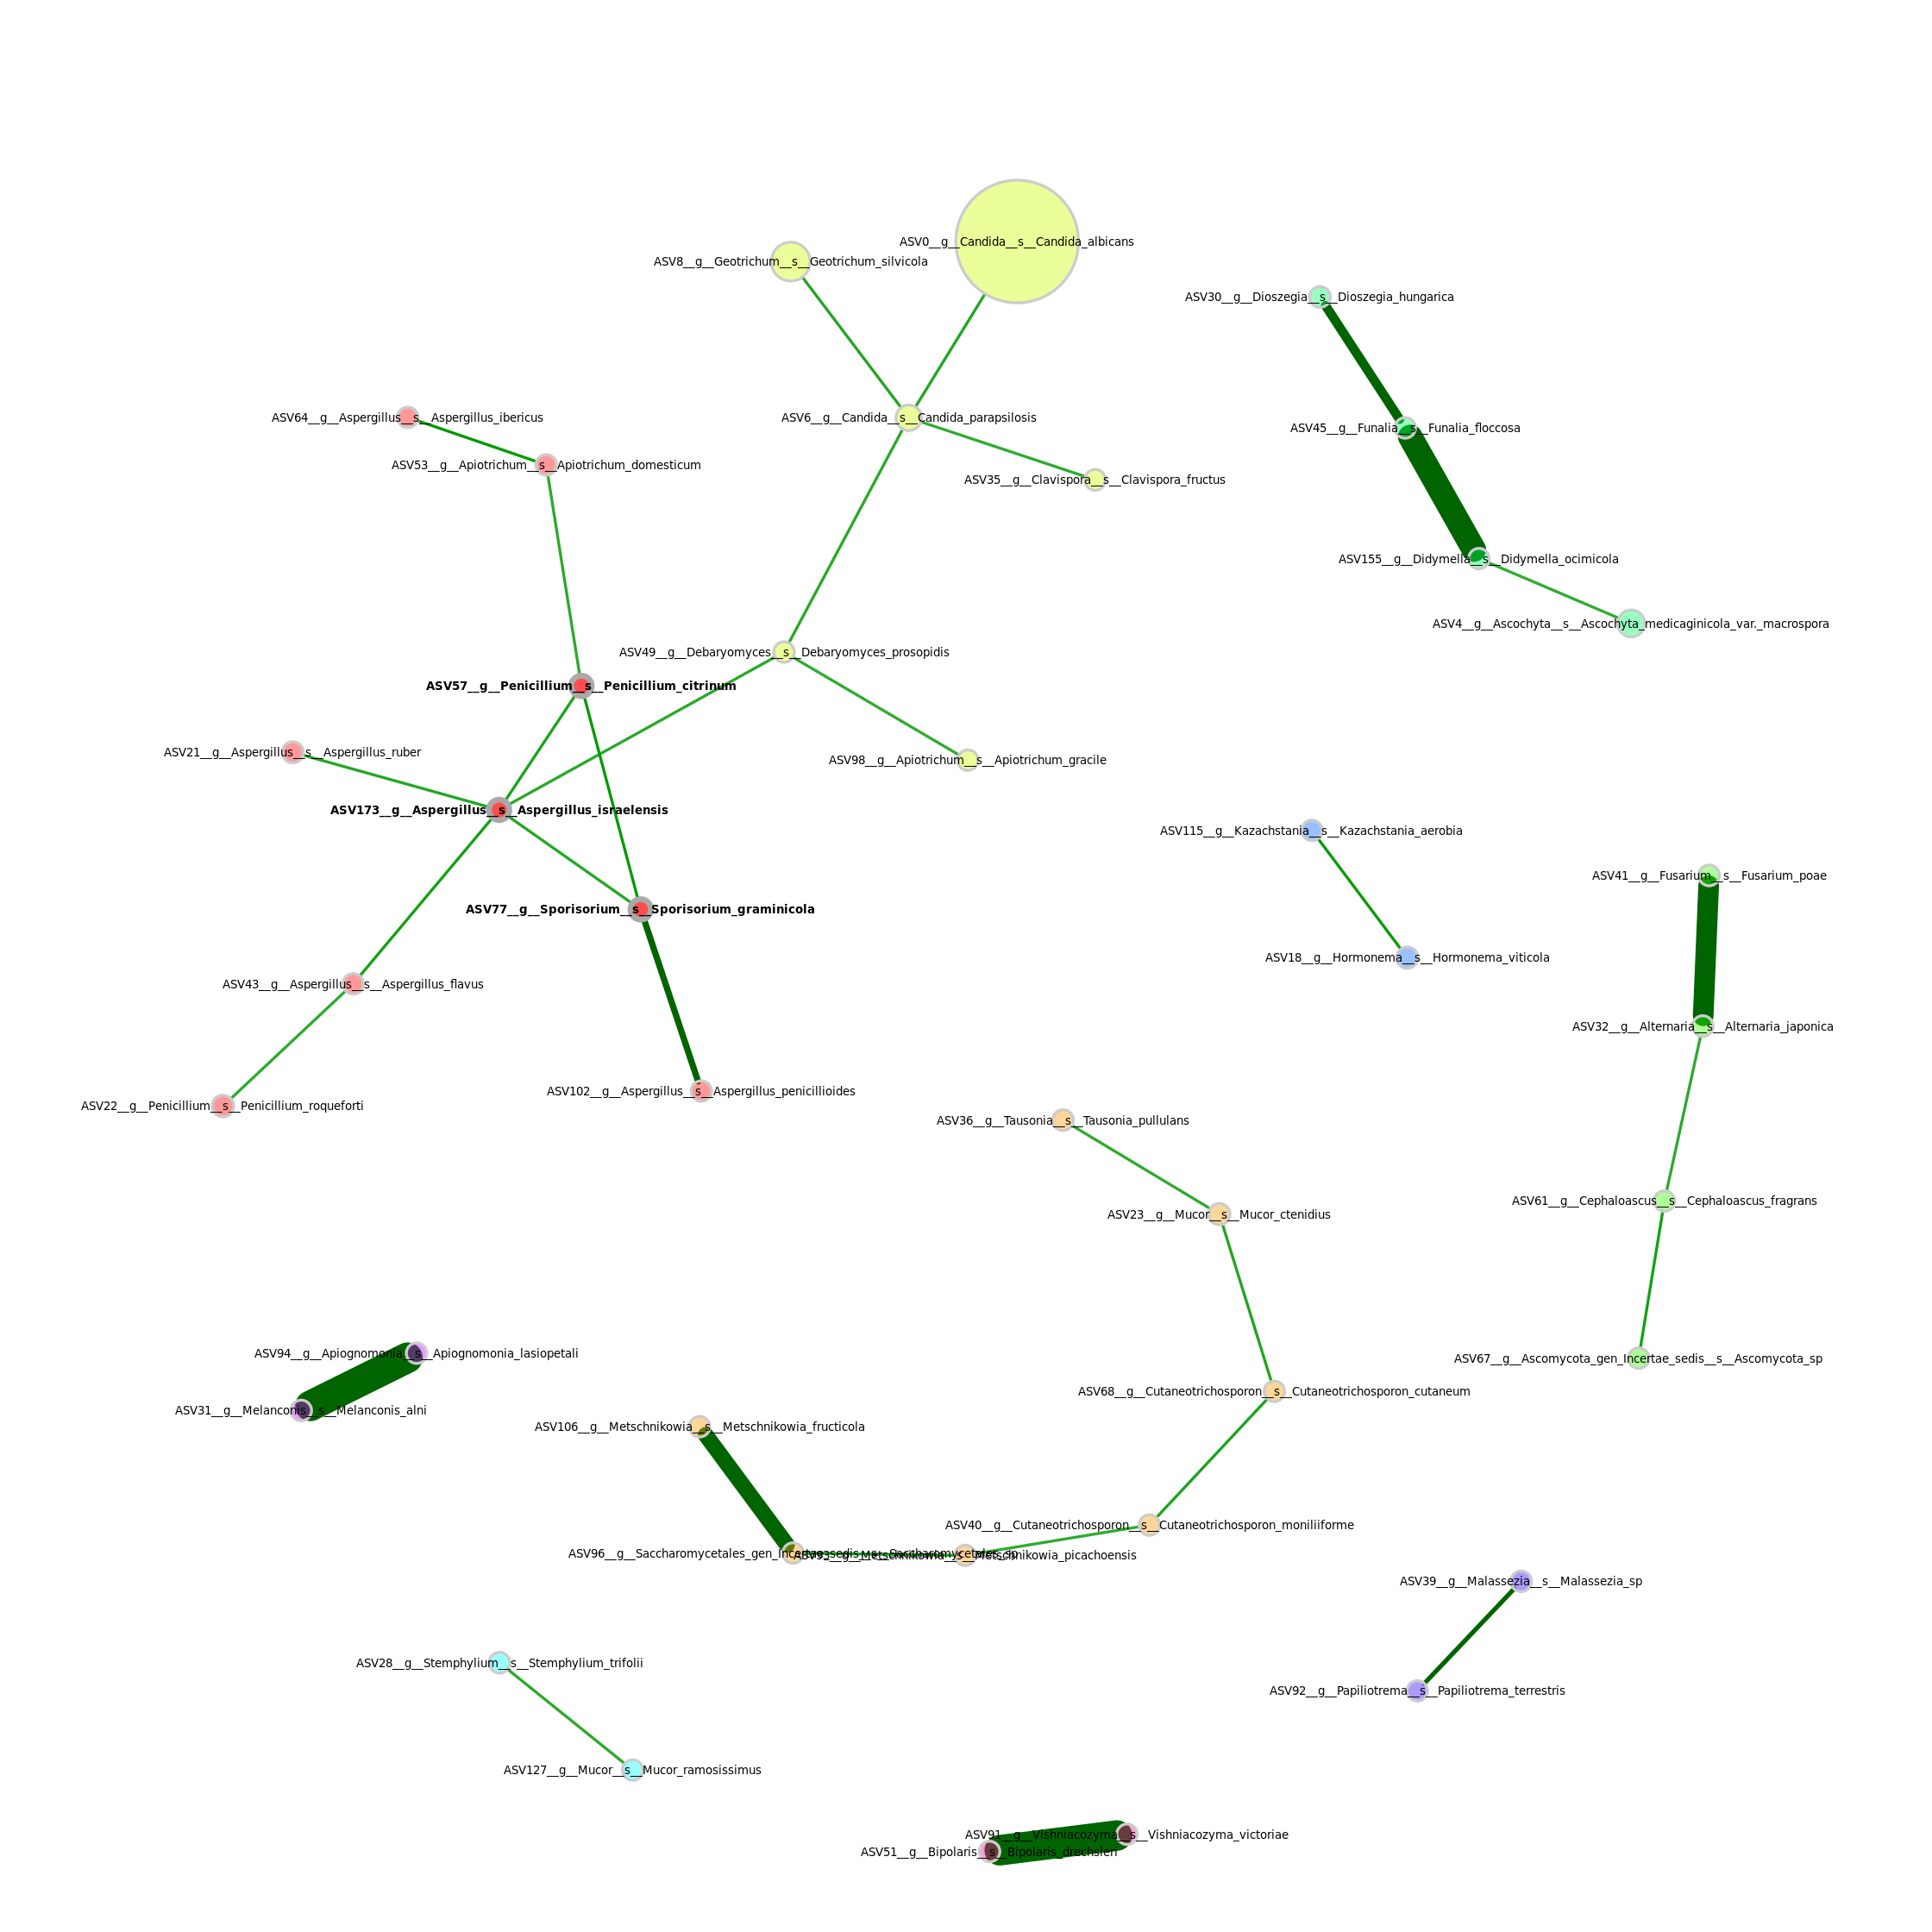 ASV0__g__Candida__s__Candida_albicans
ASV8__g__Geotrichum__s__Geotrichum_silvicola
ASV30__g__Dioszegia__s__Dioszegia_hungarica
ASV64__g__Aspergillus__s__Aspergillus_ibericus
ASV6__g__Candida__s__Candida_parapsilosis
ASV45__g__Funalia__s__Funalia_floccosa
ASV53__g__Apiotrichum__s__Apiotrichum_domesticum
ASV35__g__Clavispora__s__Clavispora_fructus
ASV155__g__Didymella__s__Didymella_ocimicola
ASV4__g__Ascochyta__s__Ascochyta_medicaginicola_var._macrospora
ASV49__g__Debaryomyces__s__Debaryomyces_prosopidis
ASV57__g__Penicillium__s__Penicillium_citrinum
ASV21__g__Aspergillus__s__Aspergillus_ruber
ASV98__g__Apiotrichum__s__Apiotrichum_gracile
ASV173__g__Aspergillus__s__Aspergillus_israelensis
ASV115__g__Kazachstania__s__Kazachstania_aerobia
ASV41__g__Fusarium__s__Fusarium_poae
ASV77__g__Sporisorium__s__Sporisorium_graminicola
ASV18__g__Hormonema__s__Hormonema_viticola
ASV43__g__Aspergillus__s__Aspergillus_flavus
ASV32__g__Alternaria__s__Alternaria_japonica
ASV102__g__Aspergillus__s__Aspergillus_penicillioides
ASV22__g__Penicillium__s__Penicillium_roqueforti
ASV36__g__Tausonia__s__Tausonia_pullulans
ASV61__g__Cephaloascus__s__Cephaloascus_fragrans
ASV23__g__Mucor__s__Mucor_ctenidius
ASV94__g__Apiognomonia__s__Apiognomonia_lasiopetali
ASV67__g__Ascomycota_gen_Incertae_sedis__s__Ascomycota_sp
ASV68__g__Cutaneotrichosporon__s__Cutaneotrichosporon_cutaneum
ASV31__g__Melanconis__s__Melanconis_alni
ASV106__g__Metschnikowia__s__Metschnikowia_fructicola
ASV40__g__Cutaneotrichosporon__s__Cutaneotrichosporon_moniliiforme
ASV96__g__Saccharomycetales_gen_Incertae_sedis__s__Saccharomycetales_sp
g__Metschnikowia__s__Metschnikowia_picachoensis
ASV39__g__Malassezia__s__Malassezia_sp
ASV28__g__Stemphylium__s__Stemphylium_trifolii
ASV92__g__Papiliotrema__s__Papiliotrema_terrestris
ASV127__g__Mucor__s__Mucor_ramosissimus
ASV91__g__Vishniacozyma__s__Vishniacozyma_victoriae
ASV51__g__Bipolaris__s__Bipolaris_drechsleri